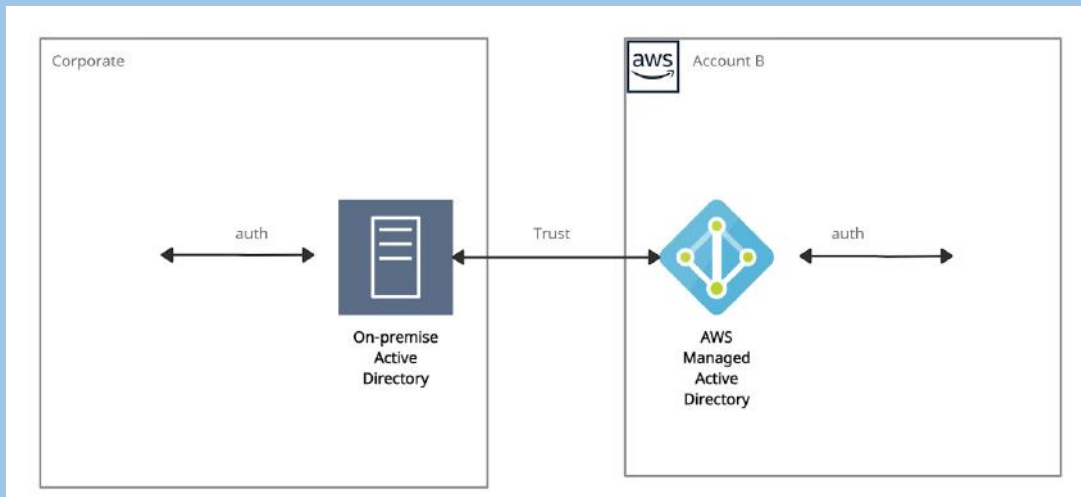 Corporate
aws
Account B
auth
Trust
auth
On-premise
Active
Directory
AWS
Managed
Active
Directory